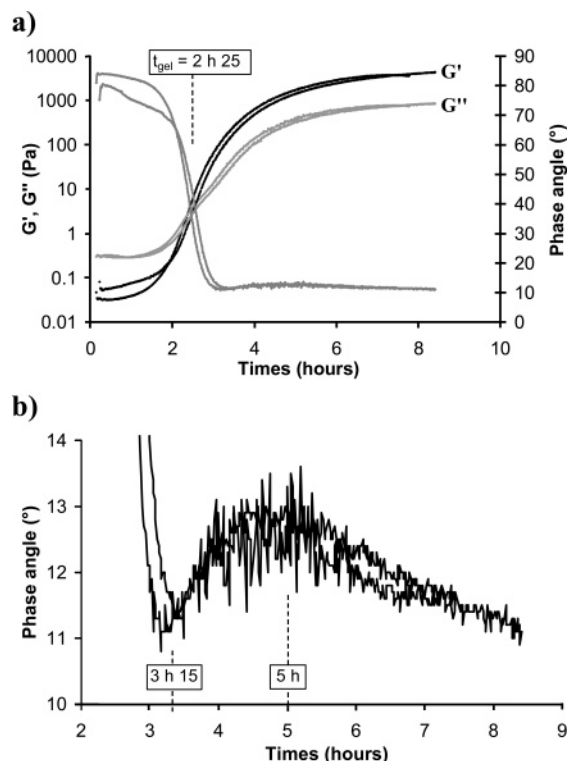 a)
t_gel = 2 h 25
10000
1000
100
10
1
0.1
0.01
G', G'' (Pa)
G'
G''
90
80
70
60
50
40
30
20
10
0
Phase angle (°)
0 2 4 6 8 10
Times (hours)
b)
14
13
12
11
10
Phase angle (°)
3 h 15
5 h
2 3 4 5 6 7 8 9
Times (hours)